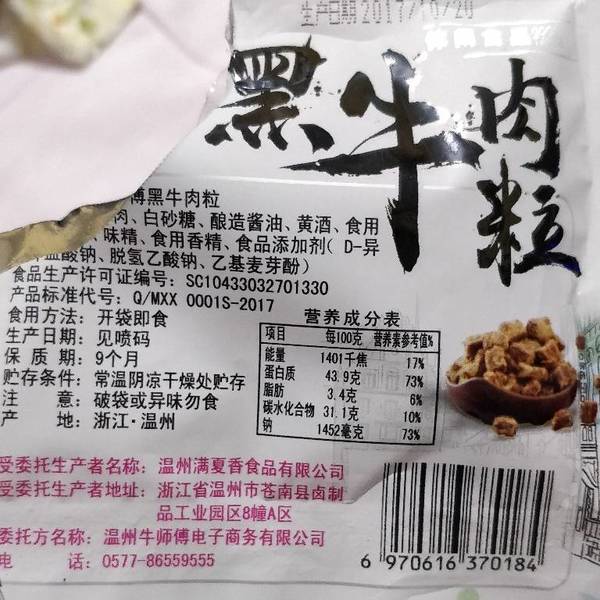 生产日期2017/10/20
黑牛肉粒
傅黑牛肉粒
肉、白砂糖、酿造酱油、黄酒、食用
、味精、食用香精、食品添加剂（D-异
血酸钠、脱氢乙酸钠、乙基麦芽酚）
食品生产许可证编号：SC10433032701330
产品标准代号：Q/MXX 0001S-2017
食用方法：开袋即食
生产日期：见喷码
保 质 期：9个月
贮存条件：常温阴凉干燥处贮存
注 意：破袋或异味勿食
产 地：浙江·温州
营养成分表
项目 每100克 营养素参考值%
能量 1401千焦 17%
蛋白质 43.9克 73%
脂肪 3.4克 6%
碳水化合物 31.1克 10%
钠 1452毫克 73%
受委托生产者名称：温州满夏香食品有限公司
受委托生产者地址：浙江省温州市苍南县卤制
品工业园区8幢A区
委托方名称：温州牛师傅电子商务有限公司
电 话：0577-86559555
6 970616 370184